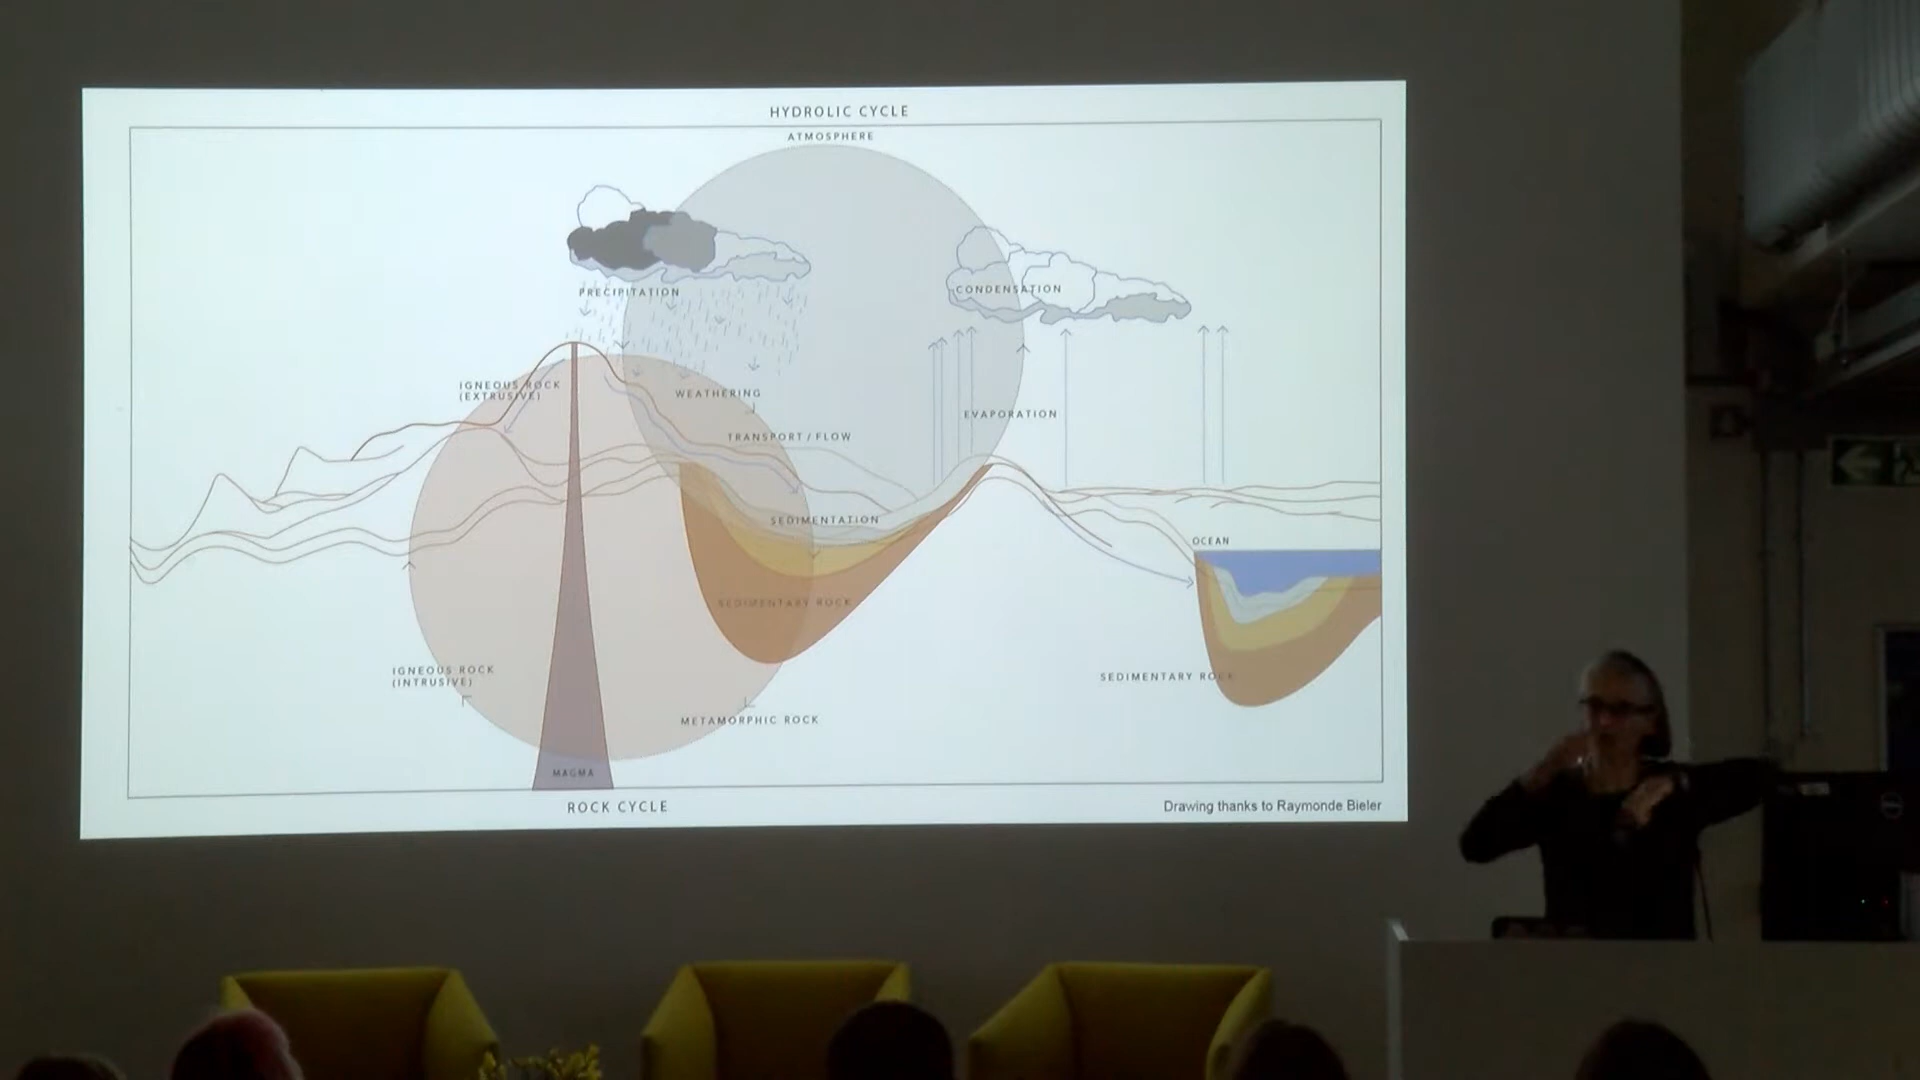 HYDROLIC CYCLE
ATMOSPHERE
PRECIPITATION
CONDENSATION
IGNEOUS ROCK
(EXTRUSIVE)
WEATHERING
EVAPORATION
TRANSPORT / FLOW
SEDIMENTATION
OCEAN
SEDIMENTARY ROCK
IGNEOUS ROCK
(INTRUSIVE)
SEDIMENTARY ROCK
METAMORPHIC ROCK
MAGMA
ROCK CYCLE
Drawing thanks to Raymonde Bieler